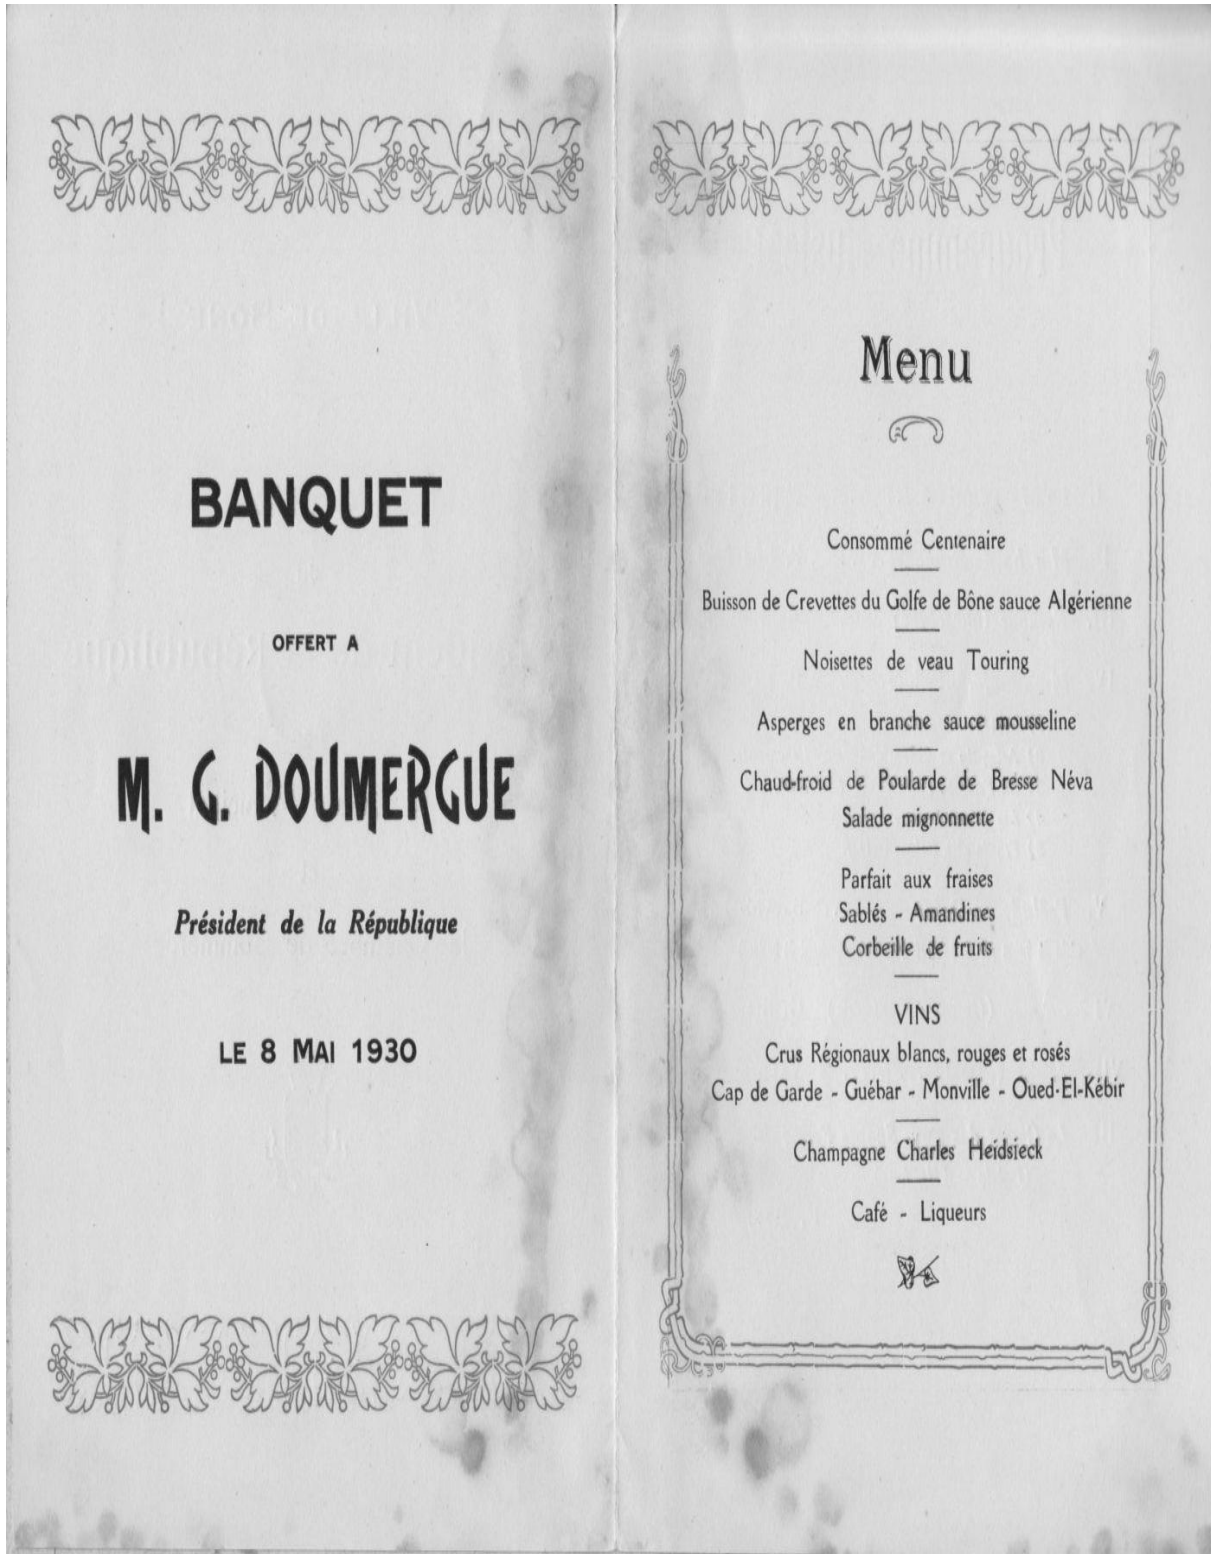 BANQUET
OFFERT A
M. G. DOUMERGUE
Président de la République
LE 8 MAI 1930
Menu
Consommé Centenaire
Buisson de Crevettes du Golfe de Bône sauce Algérienne
Noisettes de veau Touring
Asperges en branche sauce mousseline
Chaud-froid de Poularde de Bresse Néva
Salade mignonnette
Parfait aux fraises
Sablés - Amandines
Corbeille de fruits
VINS
Crus Régionaux blancs, rouges et rosés
Cap de Garde - Guébar - Monville - Oued-El-Kébir
Champagne Charles Heidsieck
Café - Liqueurs